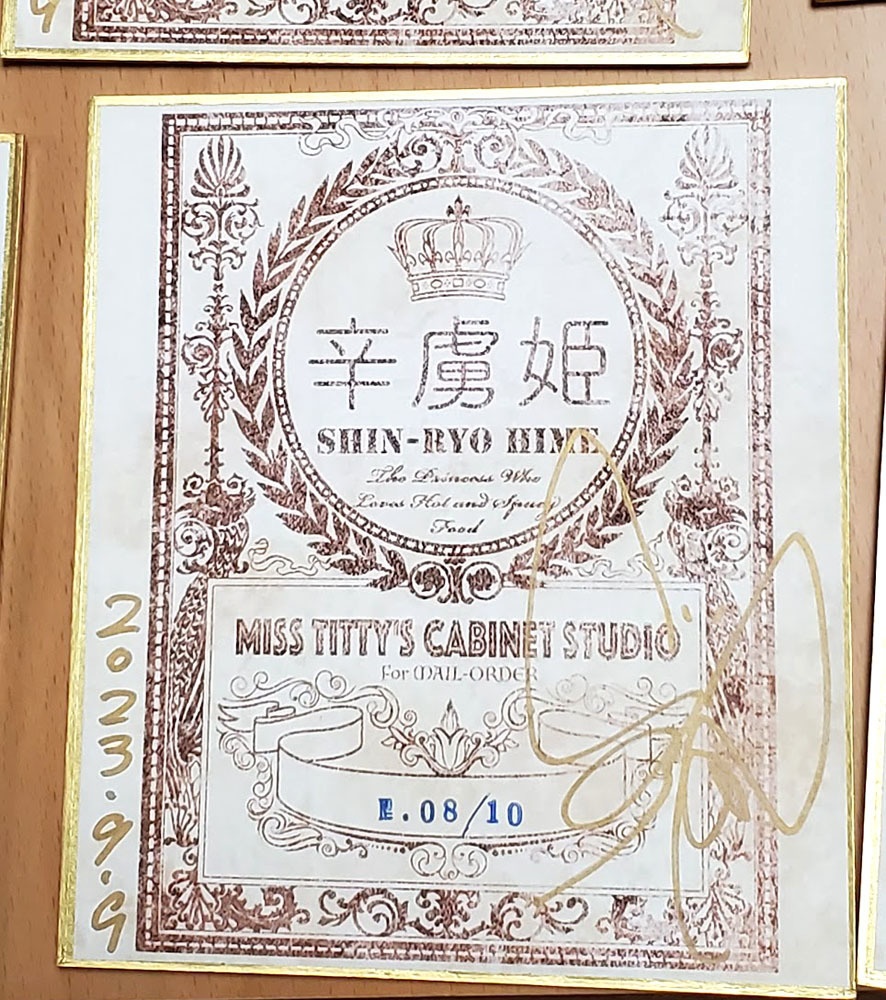 辛虜姫
SHIN-RYO HIME
The Princess Who
Loves Hot and Spicy
Food
MISS TITTY'S CABINET STUDIO
For MAIL-ORDER
E.08/10
2023.9.9